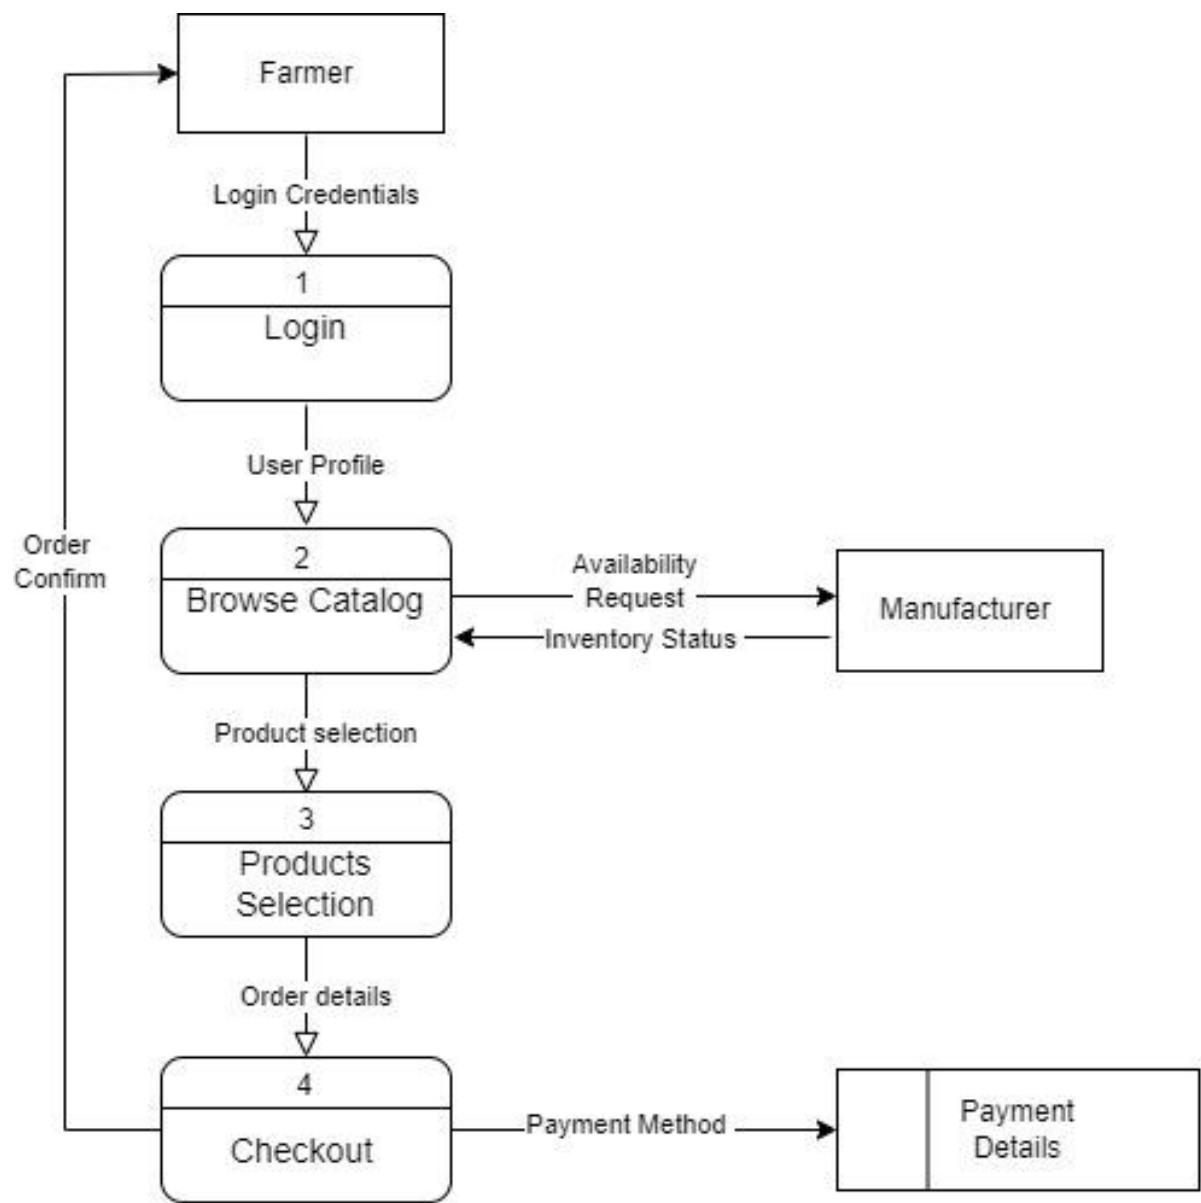 Farmer
Login Credentials
1
Login
User Profile
Order
Confirm
2
Browse Catalog
Availability
Request
Inventory Status
Manufacturer
Product selection
3
Products
Selection
Order details
4
Checkout
Payment Method
Payment
Details